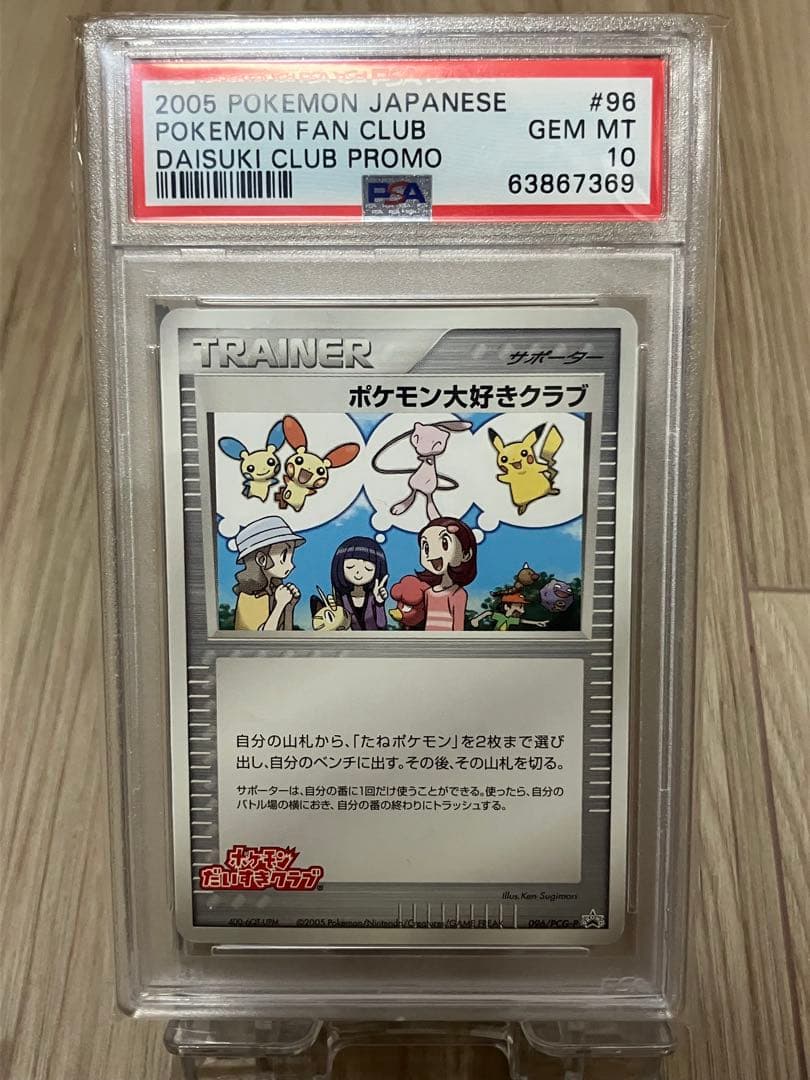 2005 POKEMON JAPANESE #96
POKEMON FAN CLUB GEM MT
DAISUKI CLUB PROMO 10
PSA 63867369
TRAINER サポーター
ポケモン大好きクラブ
自分の山札から、「たねポケモン」を2枚まで選び
出し、自分のベンチに出す。その後、その山札を切る。
サポーターは、自分の番に1回だけ使うことができる。使ったら、自分の
バトル場の横におき、自分の番の終わりにトラッシュする。
ポケモン
だいすきクラブ®
Illus. Ken Sugimori
©2005 Pokémon/Nintendo/Creatures/GAME FREAK 096/PCG-P